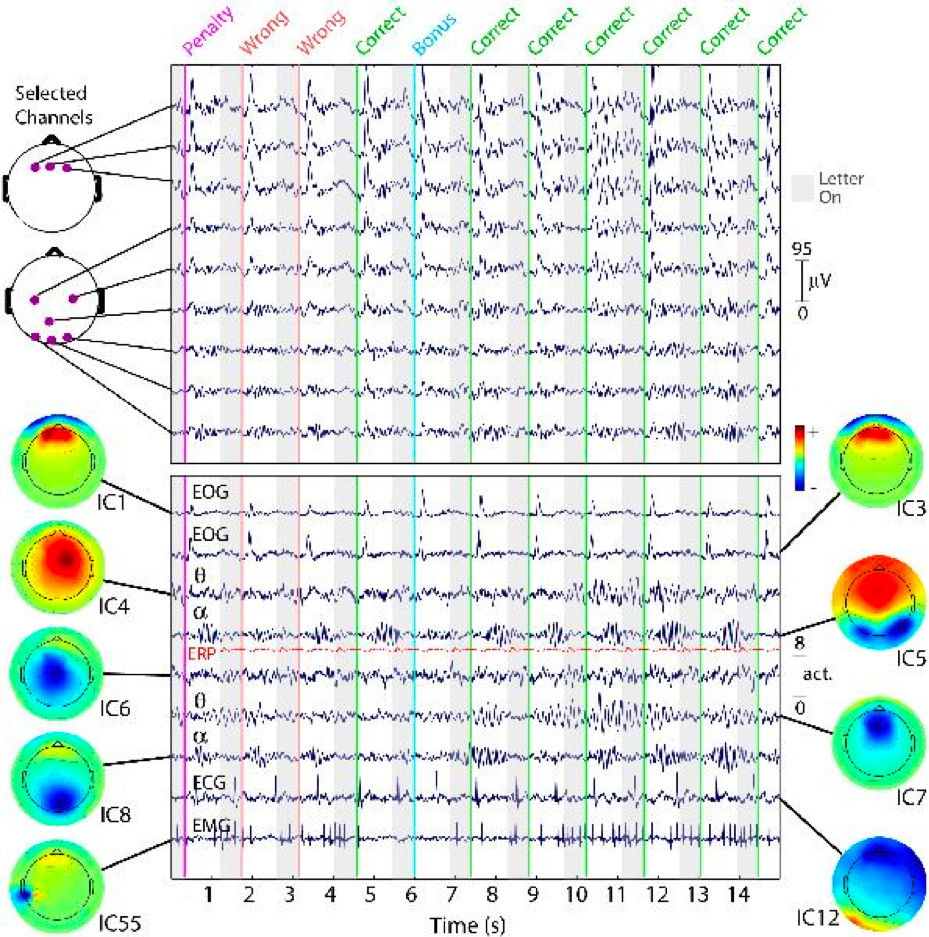 Penalty Wrong Wrong Correct Bonus Correct Correct Correct Correct Correct Correct
Selected
Channels
Letter
On
95
μV
0
+
-
EOG
IC1
IC3
EOG
θ
IC4
α
8
ERP
IC5
act.
IC6
θ
0
α
IC7
IC8
ECG
EMG
IC55
IC12
1 2 3 4 5 6 7 8 9 10 11 12 13 14
Time (s)